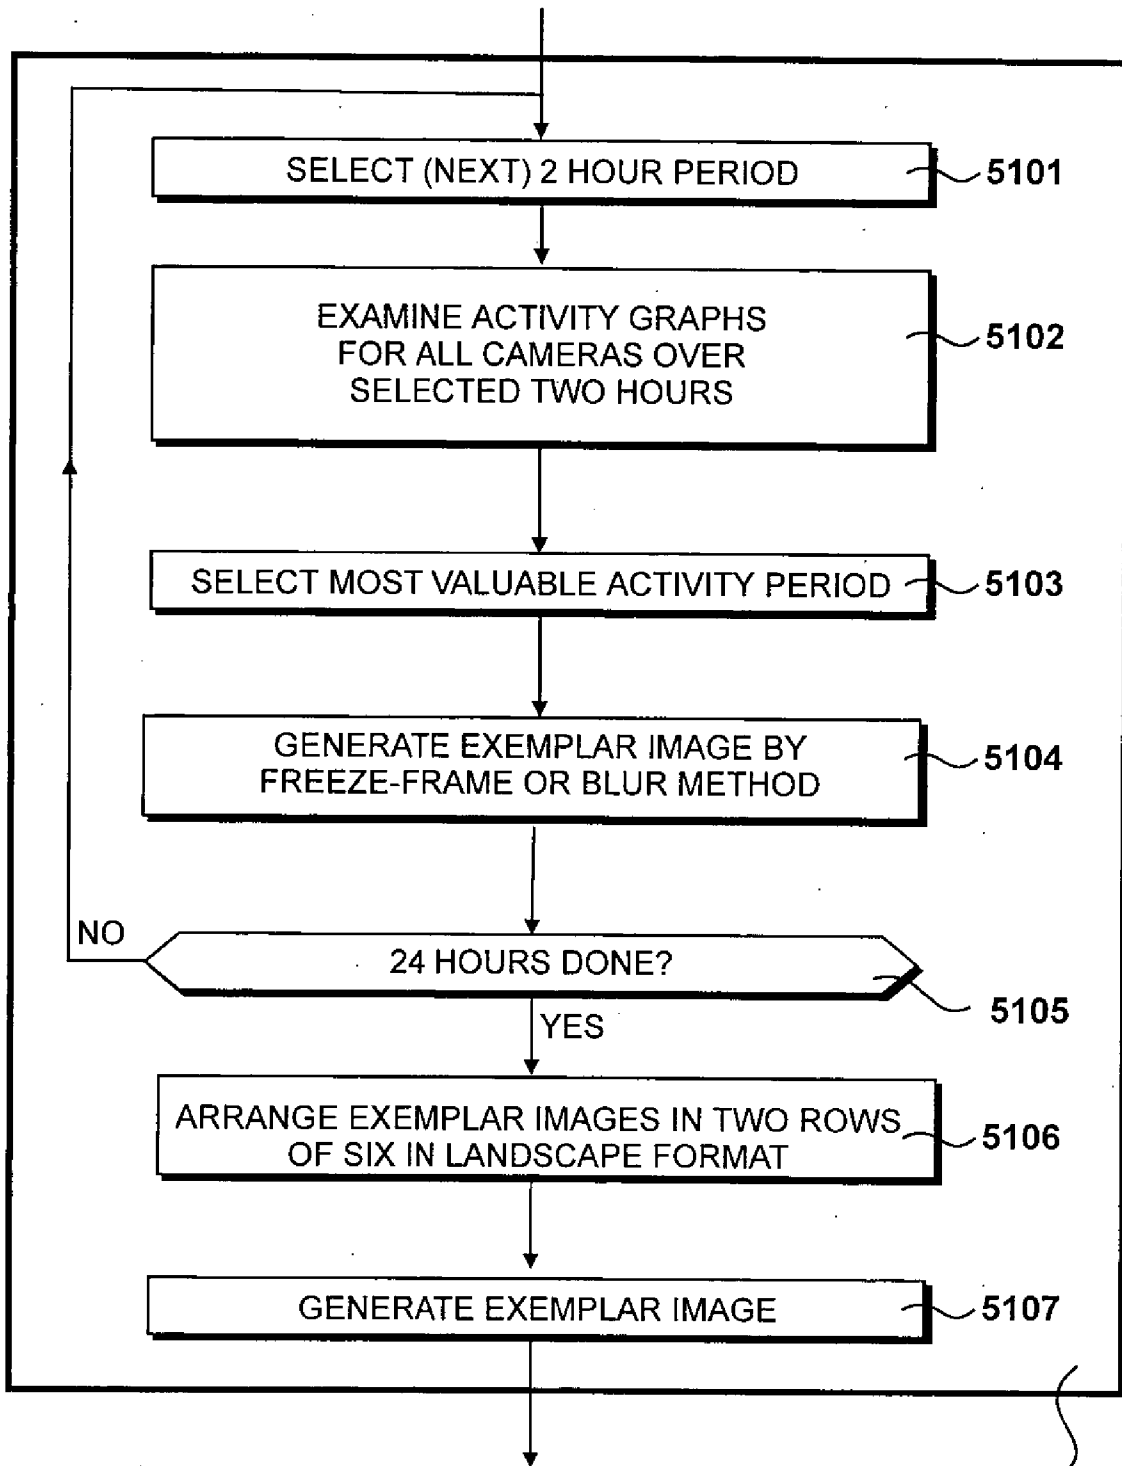 SELECT (NEXT) 2 HOUR PERIOD
5101
EXAMINE ACTIVITY GRAPHS
FOR ALL CAMERAS OVER
SELECTED TWO HOURS
5102
SELECT MOST VALUABLE ACTIVITY PERIOD
5103
GENERATE EXEMPLAR IMAGE BY
FREEZE-FRAME OR BLUR METHOD
5104
NO
24 HOURS DONE?
5105
YES
ARRANGE EXEMPLAR IMAGES IN TWO ROWS
OF SIX IN LANDSCAPE FORMAT
5106
GENERATE EXEMPLAR IMAGE
5107